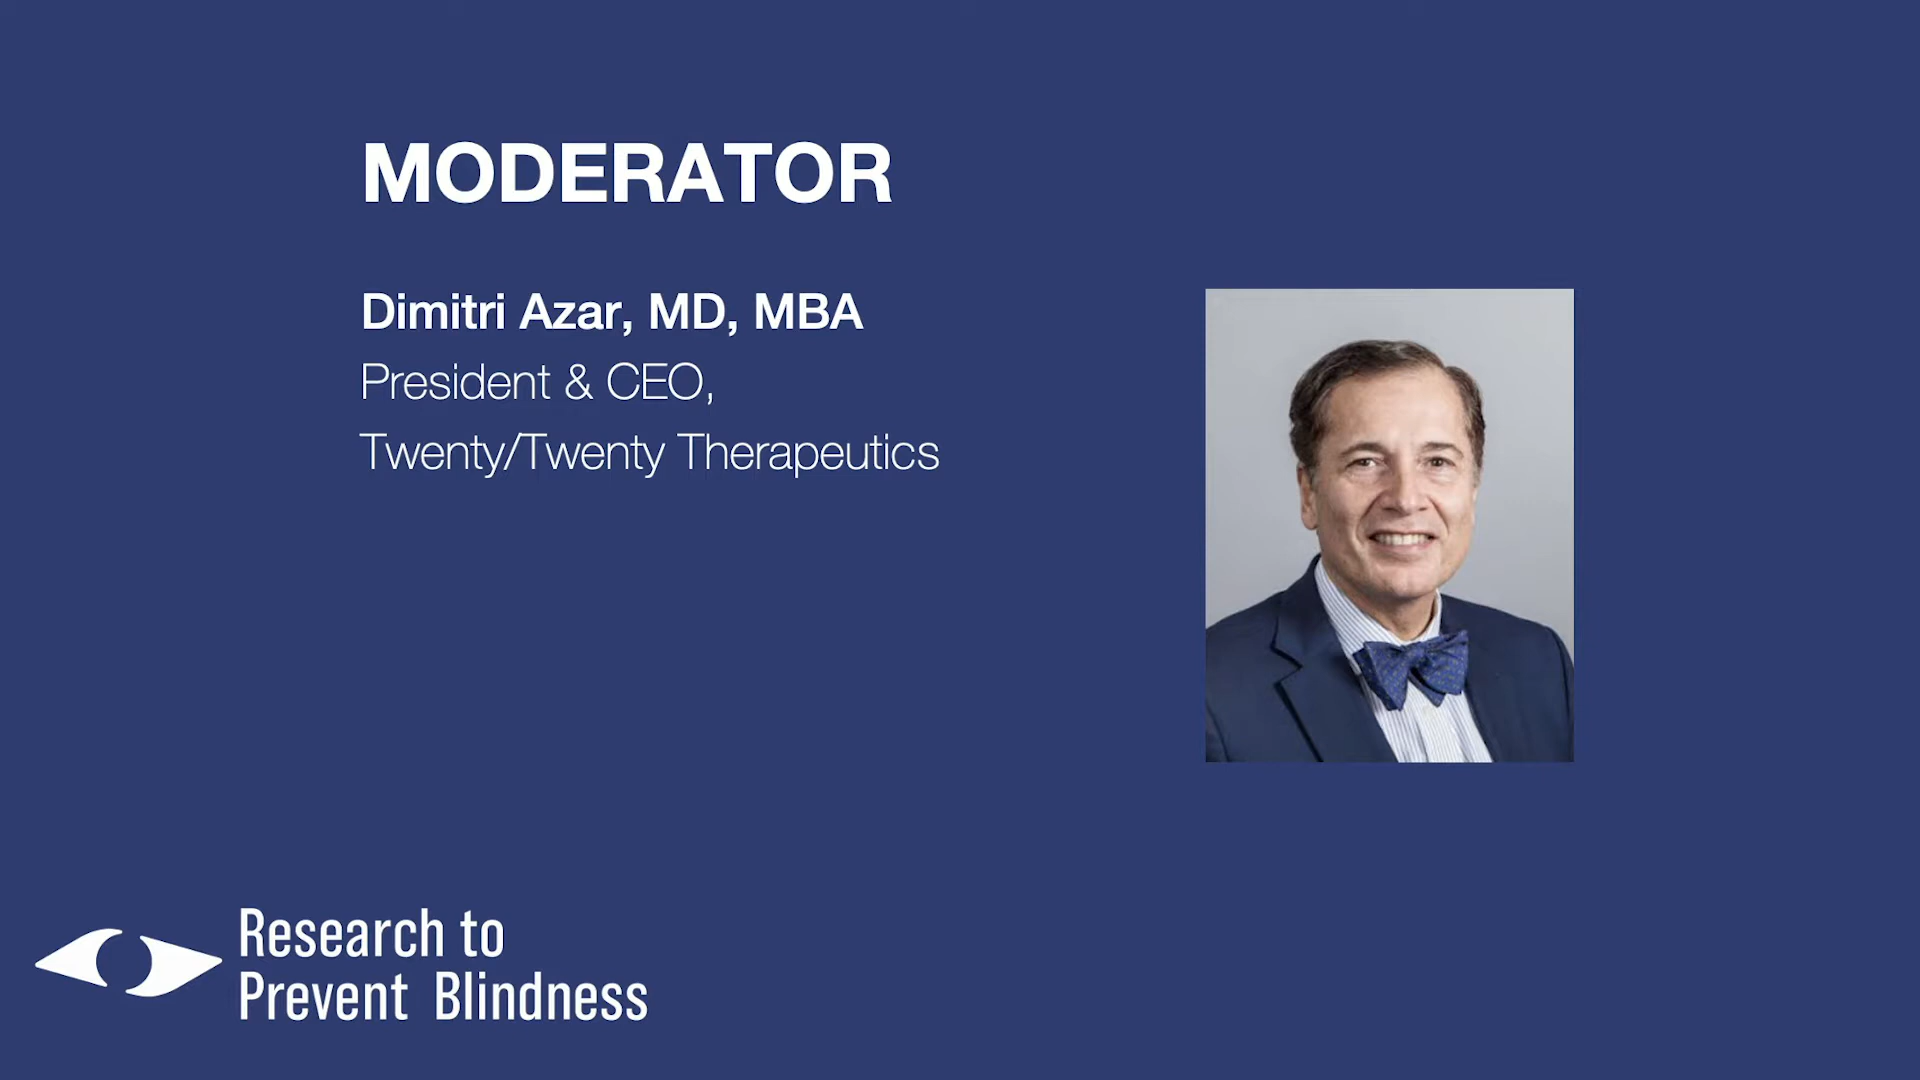 MODERATOR
Dimitri Azar, MD, MBA
President & CEO,
Twenty/Twenty Therapeutics
Research to
Prevent Blindness